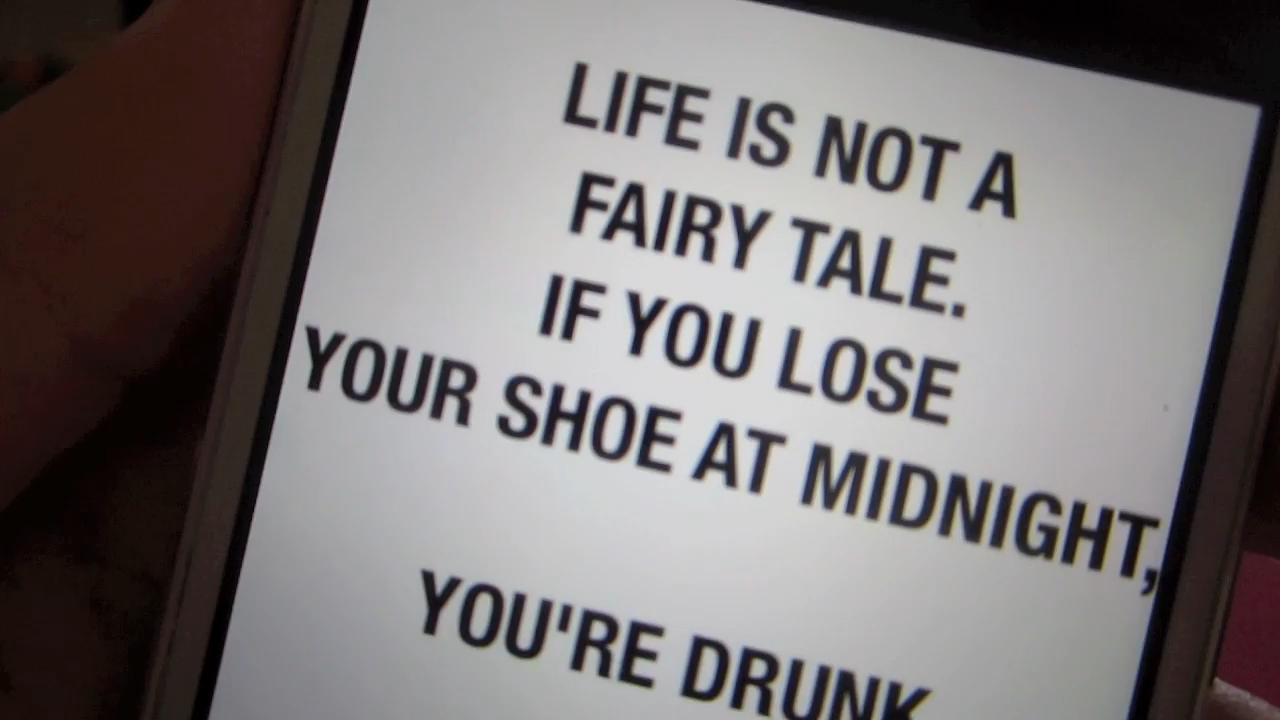 LIFE IS NOT A
FAIRY TALE.
IF YOU LOSE
YOUR SHOE AT MIDNIGHT,
YOU'RE DRUNK